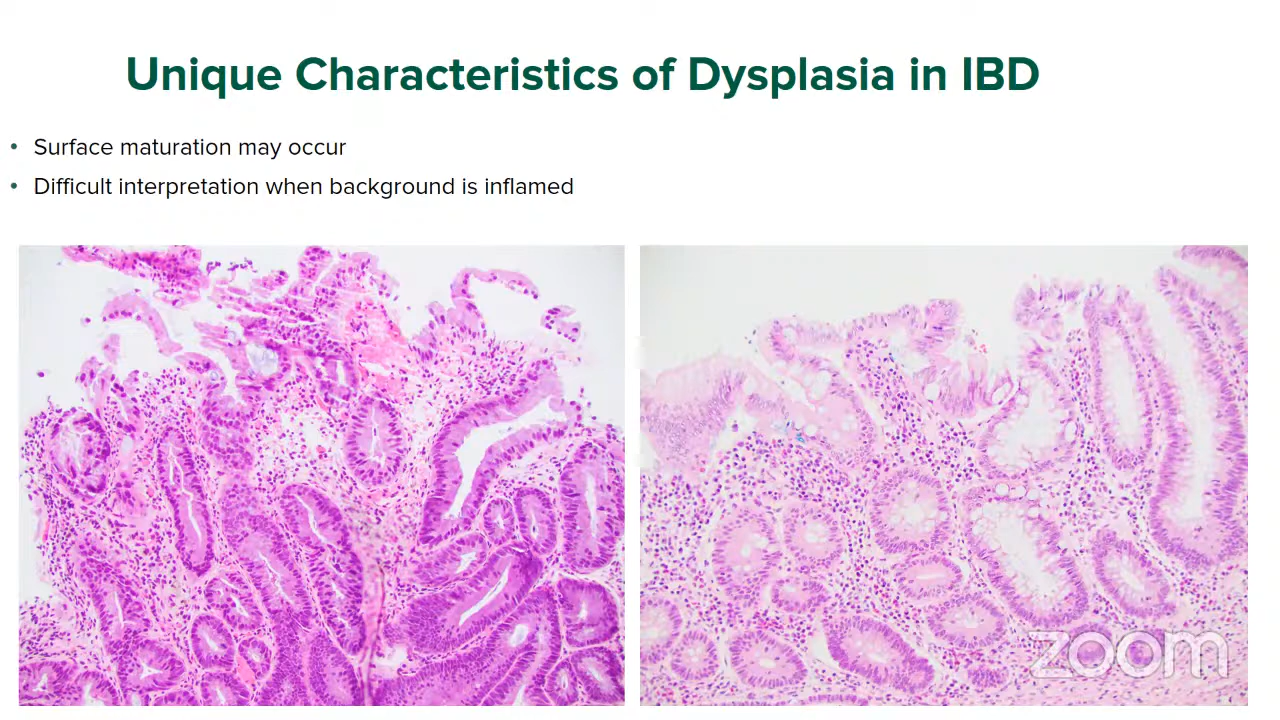 Unique Characteristics of Dysplasia in IBD
• Surface maturation may occur
• Difficult interpretation when background is inflamed
zoom